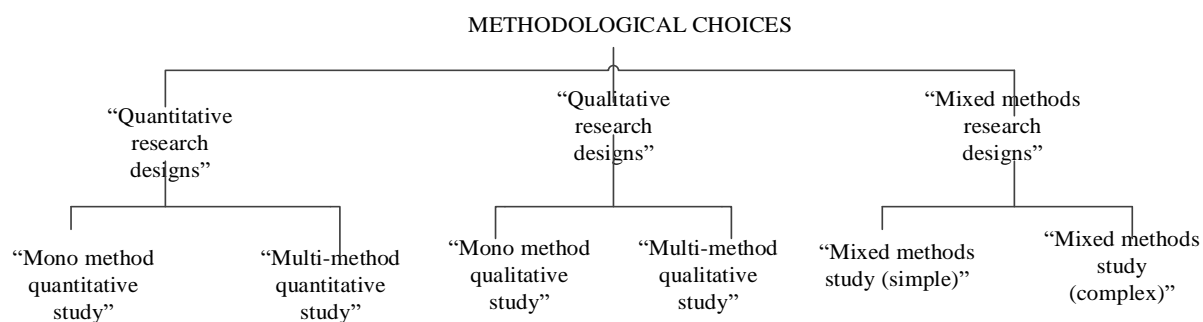 METHODOLOGICAL CHOICES
“Quantitative
research
designs”
“Qualitative
research
designs”
“Mixed methods
research
designs”
“Mono method
quantitative
study”
“Multi-method
quantitative
study”
“Mono method
qualitative
study”
“Multi-method
qualitative
study”
“Mixed methods
study (simple)”
“Mixed methods
study
(complex)”